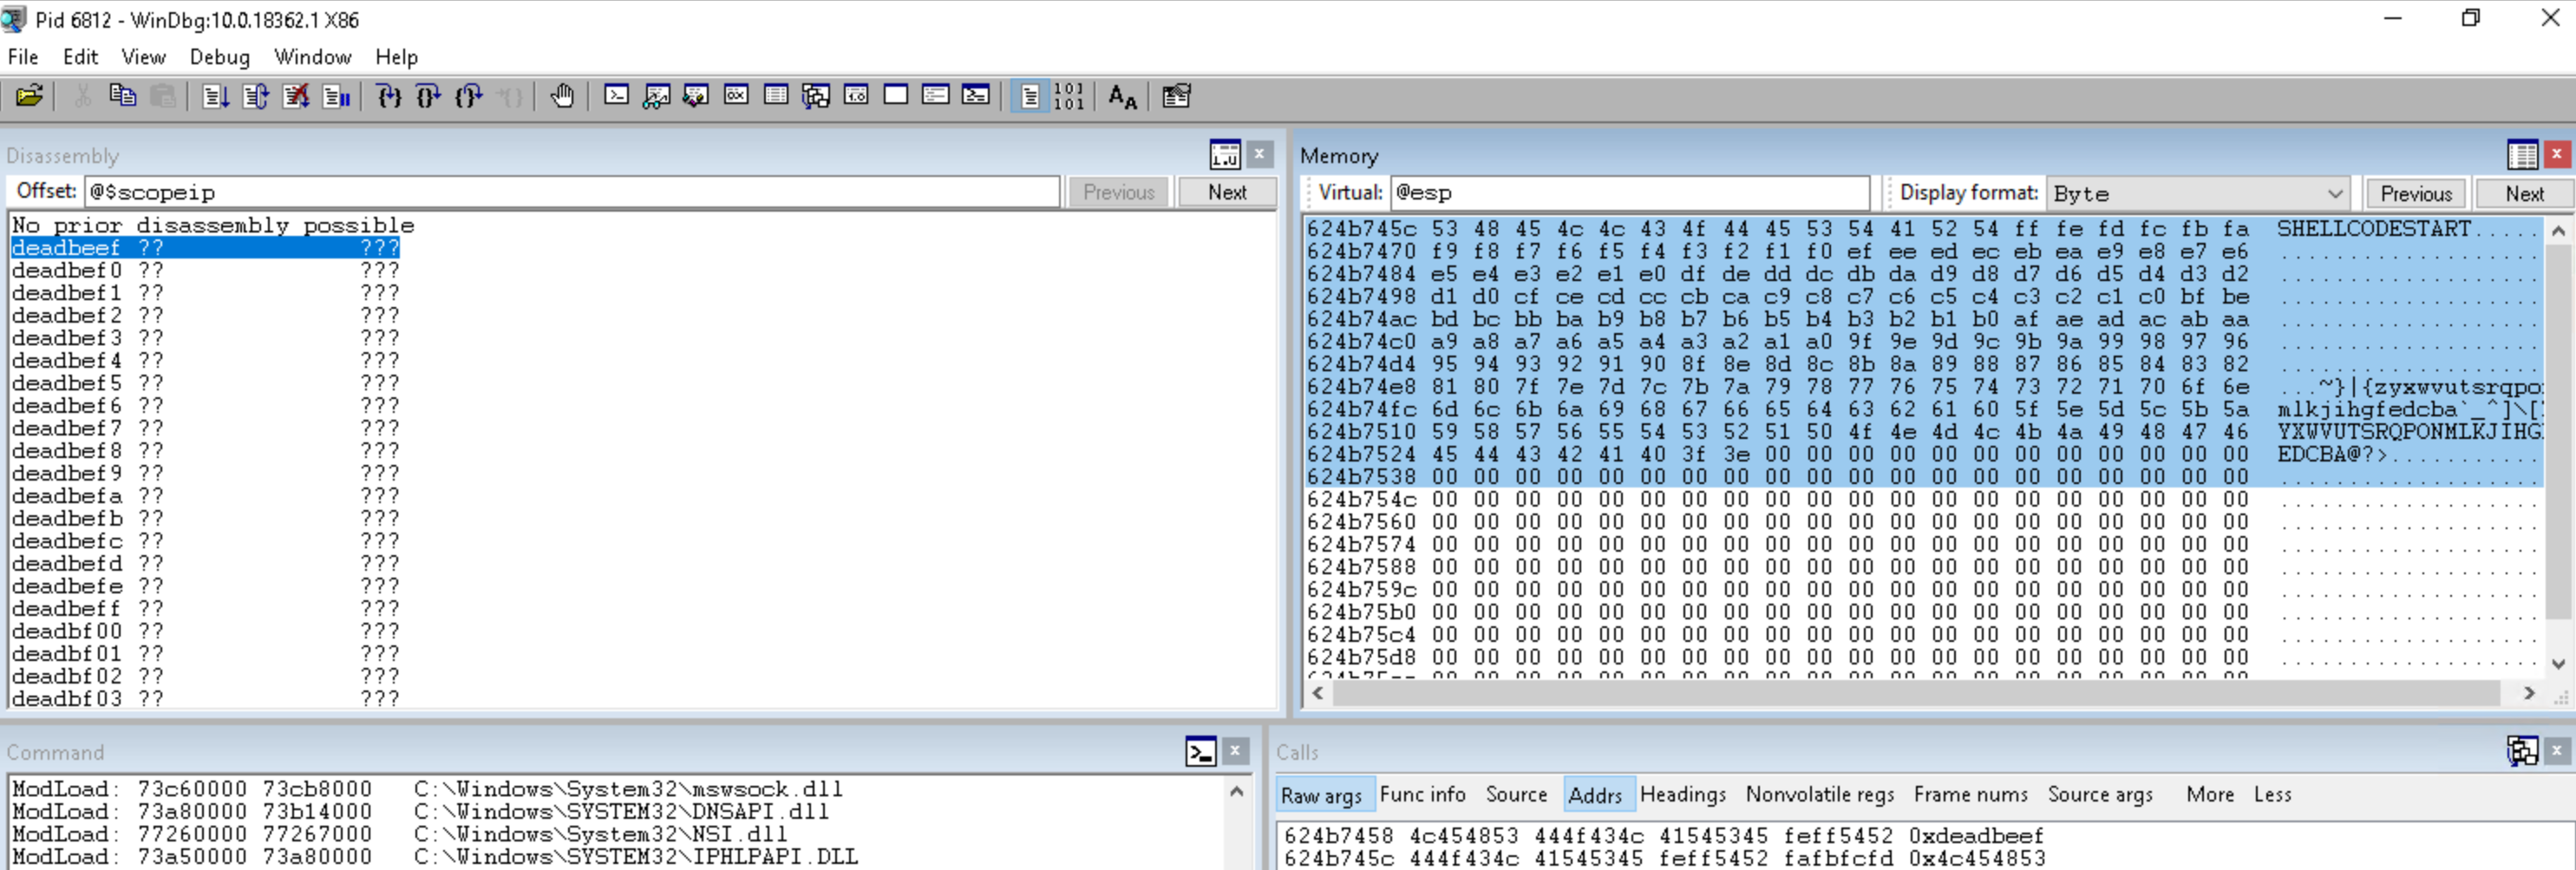 Pid 6812 - WinDbg:10.0.18362.1 X86
File Edit View Debug Window Help
Disassembly
Offset: @$scopeip Previous Next
No prior disassembly possible
deadbeef ?? ???
deadbef0 ?? ???
deadbef1 ?? ???
deadbef2 ?? ???
deadbef3 ?? ???
deadbef4 ?? ???
deadbef5 ?? ???
deadbef6 ?? ???
deadbef7 ?? ???
deadbef8 ?? ???
deadbef9 ?? ???
deadbefa ?? ???
deadbefb ?? ???
deadbefc ?? ???
deadbefd ?? ???
deadbefe ?? ???
deadbeff ?? ???
deadbf00 ?? ???
deadbf01 ?? ???
deadbf02 ?? ???
deadbf03 ?? ???
Memory
Virtual: @esp Display format: Byte Previous Next
624b745c 53 48 45 4c 4c 43 4f 44 45 53 54 41 52 54 ff fe fd fc fb fa SHELLCODESTART......
624b7470 f9 f8 f7 f6 f5 f4 f3 f2 f1 f0 ef ee ed ec eb ea e9 e8 e7 e6 ....................
624b7484 e5 e4 e3 e2 e1 e0 df de dd dc db da d9 d8 d7 d6 d5 d4 d3 d2 ....................
624b7498 d1 d0 cf ce cd cc cb ca c9 c8 c7 c6 c5 c4 c3 c2 c1 c0 bf be ....................
624b74ac bd bc bb ba b9 b8 b7 b6 b5 b4 b3 b2 b1 b0 af ae ad ac ab aa ....................
624b74c0 a9 a8 a7 a6 a5 a4 a3 a2 a1 a0 9f 9e 9d 9c 9b 9a 99 98 97 96 ....................
624b74d4 95 94 93 92 91 90 8f 8e 8d 8c 8b 8a 89 88 87 86 85 84 83 82 ....................
624b74e8 81 80 7f 7e 7d 7c 7b 7a 79 78 77 76 75 74 73 72 71 70 6f 6e ...~}|{zyxwvutsrqpo
624b74fc 6d 6c 6b 6a 69 68 67 66 65 64 63 62 61 60 5f 5e 5d 5c 5b 5a mlkjihgfedcba`_^]\[
624b7510 59 58 57 56 55 54 53 52 51 50 4f 4e 4d 4c 4b 4a 49 48 47 46 YXWVUTSRQPONMLKJIHG
624b7524 45 44 43 42 41 40 3f 3e 00 00 00 00 00 00 00 00 00 00 00 00 EDCBA@?>............
624b7538 00 00 00 00 00 00 00 00 00 00 00 00 00 00 00 00 00 00 00 00 ....................
624b754c 00 00 00 00 00 00 00 00 00 00 00 00 00 00 00 00 00 00 00 00 ....................
624b7560 00 00 00 00 00 00 00 00 00 00 00 00 00 00 00 00 00 00 00 00 ....................
624b7574 00 00 00 00 00 00 00 00 00 00 00 00 00 00 00 00 00 00 00 00 ....................
624b7588 00 00 00 00 00 00 00 00 00 00 00 00 00 00 00 00 00 00 00 00 ....................
624b759c 00 00 00 00 00 00 00 00 00 00 00 00 00 00 00 00 00 00 00 00 ....................
624b75b0 00 00 00 00 00 00 00 00 00 00 00 00 00 00 00 00 00 00 00 00 ....................
624b75c4 00 00 00 00 00 00 00 00 00 00 00 00 00 00 00 00 00 00 00 00 ....................
624b75d8 00 00 00 00 00 00 00 00 00 00 00 00 00 00 00 00 00 00 00 00 ....................
Command
ModLoad: 73c60000 73cb8000 C:\Windows\System32\mswsock.dll
ModLoad: 73a80000 73b14000 C:\Windows\SYSTEM32\DNSAPI.dll
ModLoad: 77260000 77267000 C:\Windows\System32\NSI.dll
ModLoad: 73a50000 73a80000 C:\Windows\SYSTEM32\IPHLPAPI.DLL
Calls
Raw args Func info Source Addrs Headings Nonvolatile regs Frame nums Source args More Less
624b7458 4c454853 444f434c 41545345 feff5452 0xdeadbeef
624b745c 444f434c 41545345 feff5452 fafbfcfd 0x4c454853